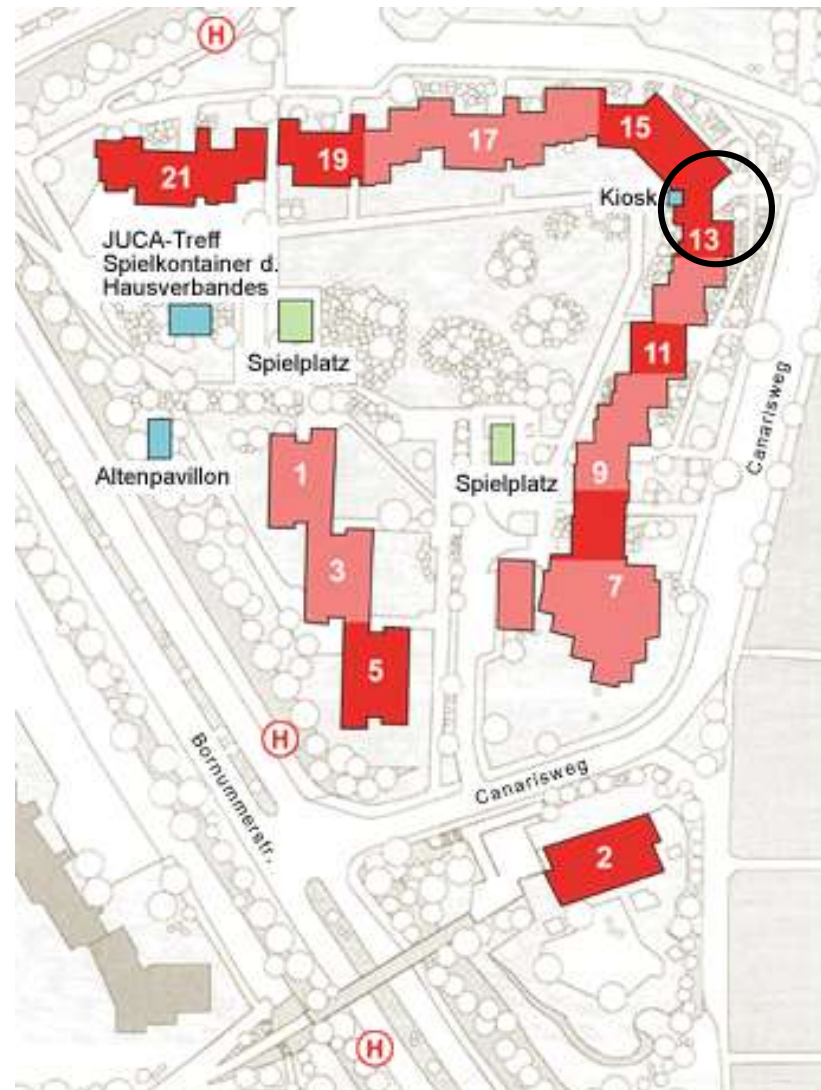 H
15
19
17
21
Kiosk
13
JUCA-Treff
Spielkontainer d.
Hausverbandes
Spielplatz
11
Canarisweg
Altenpavillon
1
Spielplatz
9
3
7
5
H
Bornummerstr.
Canarisweg
2
H